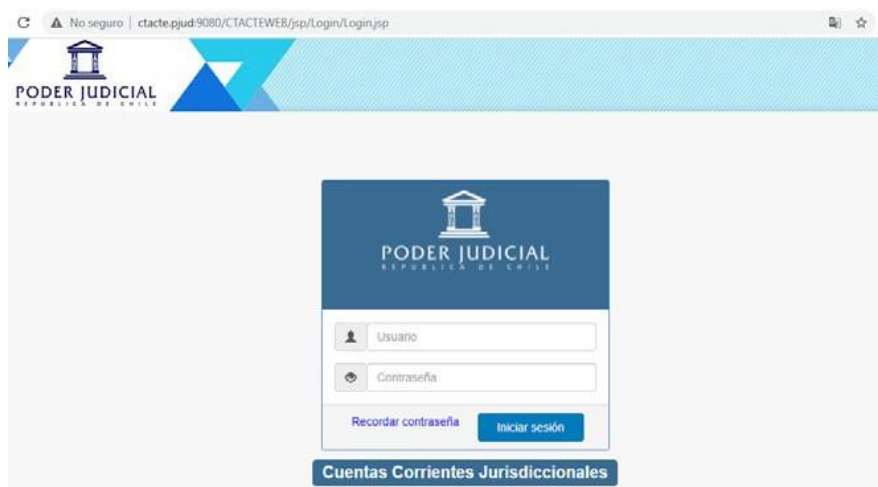 No seguro | ctacte.pjud:9080/CTACTEWEB/jsp/Login/Login.jsp
PODER JUDICIAL
REPUBLICA DE CHILE
PODER JUDICIAL
REPUBLICA DE CHILE
Usuario
Contraseña
Recordar contraseña
Iniciar sesión
Cuentas Corrientes Jurisdiccionales